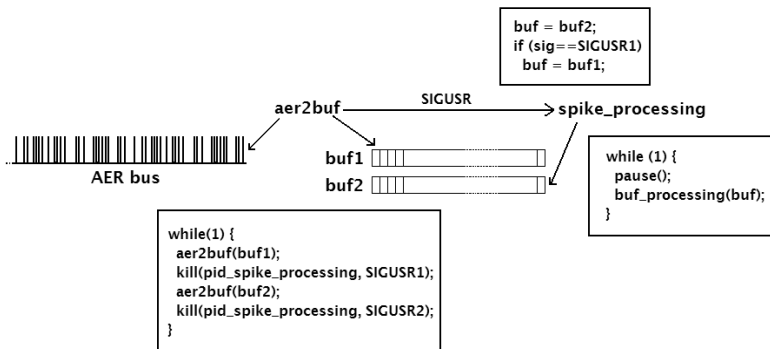 buf = buf2;
if (sig==SIGUSR1)
buf = buf1;
aer2buf
SIGUSR
spike_processing
AER bus
buf1
buf2
while (1) {
pause();
buf_processing(buf);
}
while(1) {
aer2buf(buf1);
kill(pid_spike_processing, SIGUSR1);
aer2buf(buf2);
kill(pid_spike_processing, SIGUSR2);
}